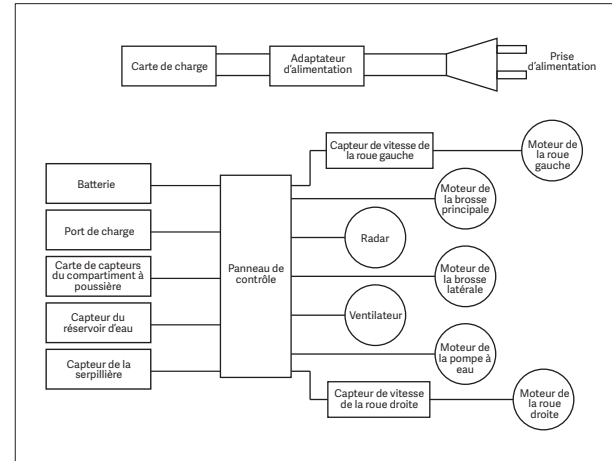 Carte de charge
Adaptateur
d'alimentation
Prise
d'alimentation
Capteur de vitesse de
la roue gauche
Moteur de
la roue
gauche
Batterie
Moteur de
la brosse
principale
Port de charge
Radar
Carte de capteurs
du compartiment à
poussière
Panneau de
contrôle
Moteur de
la brosse
latérale
Capteur du
réservoir d'eau
Ventilateur
Capteur de la
serpillière
Moteur de
la pompe à
eau
Capteur de vitesse
de la roue droite
Moteur de
la roue
droite